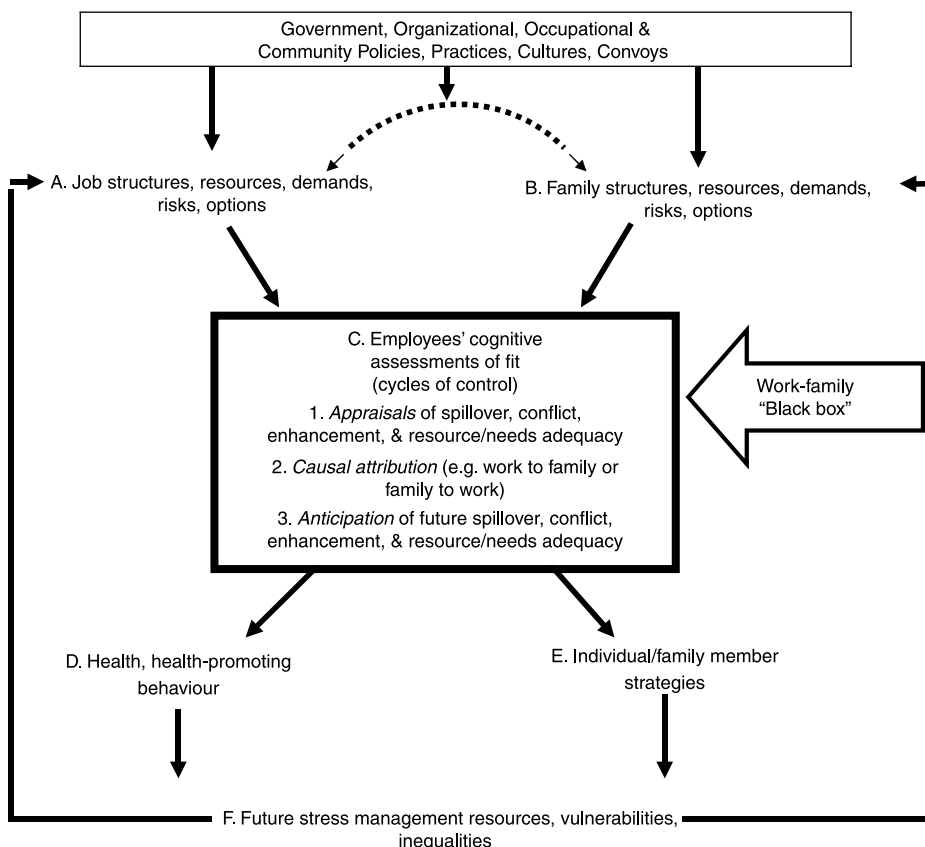 Government, Organizational, Occupational &
Community Policies, Practices, Cultures, Convoys
A. Job structures, resources, demands,
risks, options
B. Family structures, resources, demands,
risks, options
C. Employees’ cognitive
assessments of fit
(cycles of control)
1. Appraisals of spillover, conflict,
enhancement, & resource/needs adequacy
2. Causal attribution (e.g. work to family or
family to work)
3. Anticipation of future spillover, conflict,
enhancement, & resource/needs adequacy
Work-family
“Black box”
D. Health, health-promoting
behaviour
E. Individual/family member
strategies
F. Future stress management resources, vulnerabilities,
inequalities